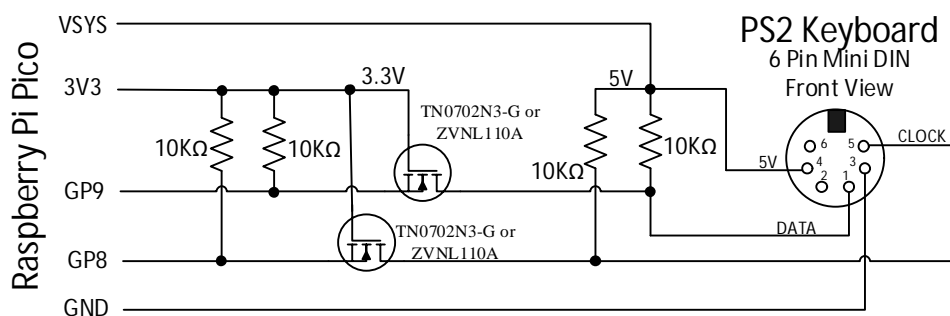 Raspberry Pi Pico
VSYS
3V3
GP9
GP8
GND
3.3V
5V
10KΩ
10KΩ
10KΩ
10KΩ
TN0702N3-G or
ZVNL110A
TN0702N3-G or
ZVNL110A
PS2 Keyboard
6 Pin Mini DIN
Front View
6
5
4
3
2
1
CLOCK
5V
DATA